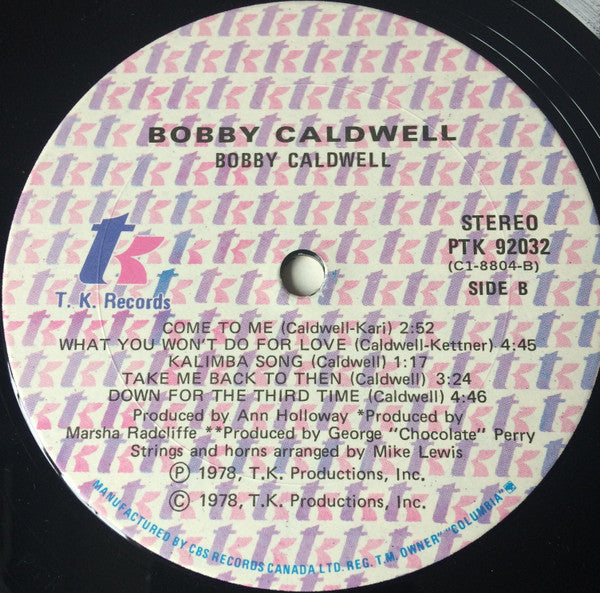 BOBBY CALDWELL
BOBBY CALDWELL
tk
T. K. Records
STEREO
PTK 92032
(C1-8804-B)
SIDE B
COME TO ME (Caldwell-Kari) 2:52
WHAT YOU WON'T DO FOR LOVE (Caldwell-Kettner) 4:45
KALIMBA SONG (Caldwell) 1:17
TAKE ME BACK TO THEN (Caldwell) 3:24
DOWN FOR THE THIRD TIME (Caldwell) 4:46
Produced by Ann Holloway *Produced by
Marsha Radcliffe **Produced by George "Chocolate" Perry
Strings and horns arranged by Mike Lewis
Ⓟ 1978, T.K. Productions, Inc.
© 1978, T.K. Productions, Inc.
MANUFACTURED BY CBS RECORDS CANADA LTD. REG. T.M. OWNER" "COLUMBIA"